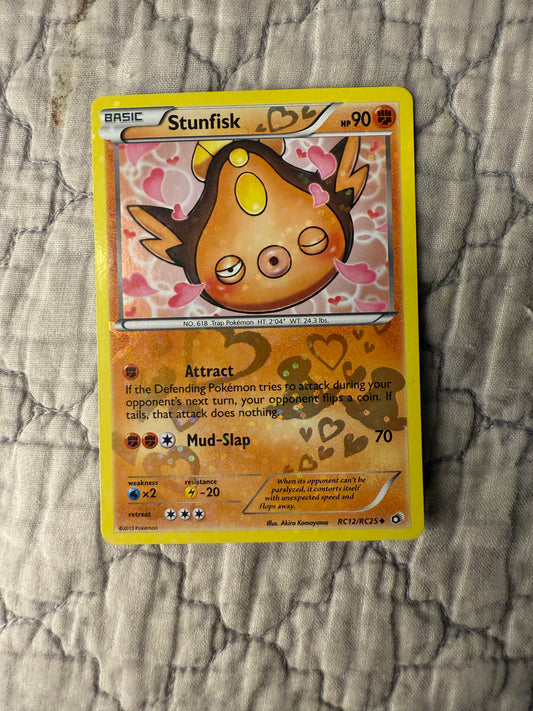 BASIC Stunfisk HP 90
NO. 618 Trap Pokémon HT. 2'04" WT. 24.3 lbs.
Attract
If the Defending Pokémon tries to attack during your
opponent's next turn, your opponent flips a coin. If
tails, that attack does nothing.
Mud-Slap 70
weakness resistance
×2 -20
retreat
When its opponent can't be
paralyzed, it contorts itself
with unexpected speed and
flops away.
©2013 Pokémon Illus. Akira Komayama RC12/RC25